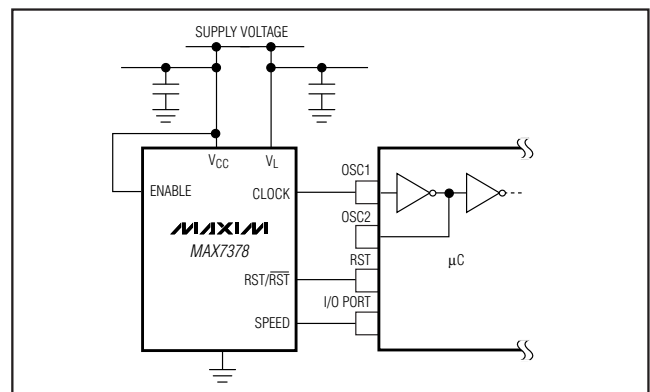 SUPPLY VOLTAGE
VCC
VL
ENABLE
CLOCK
MAXIM
MAX7378
RST/RST
SPEED
OSC1
OSC2
RST
I/O PORT
μC